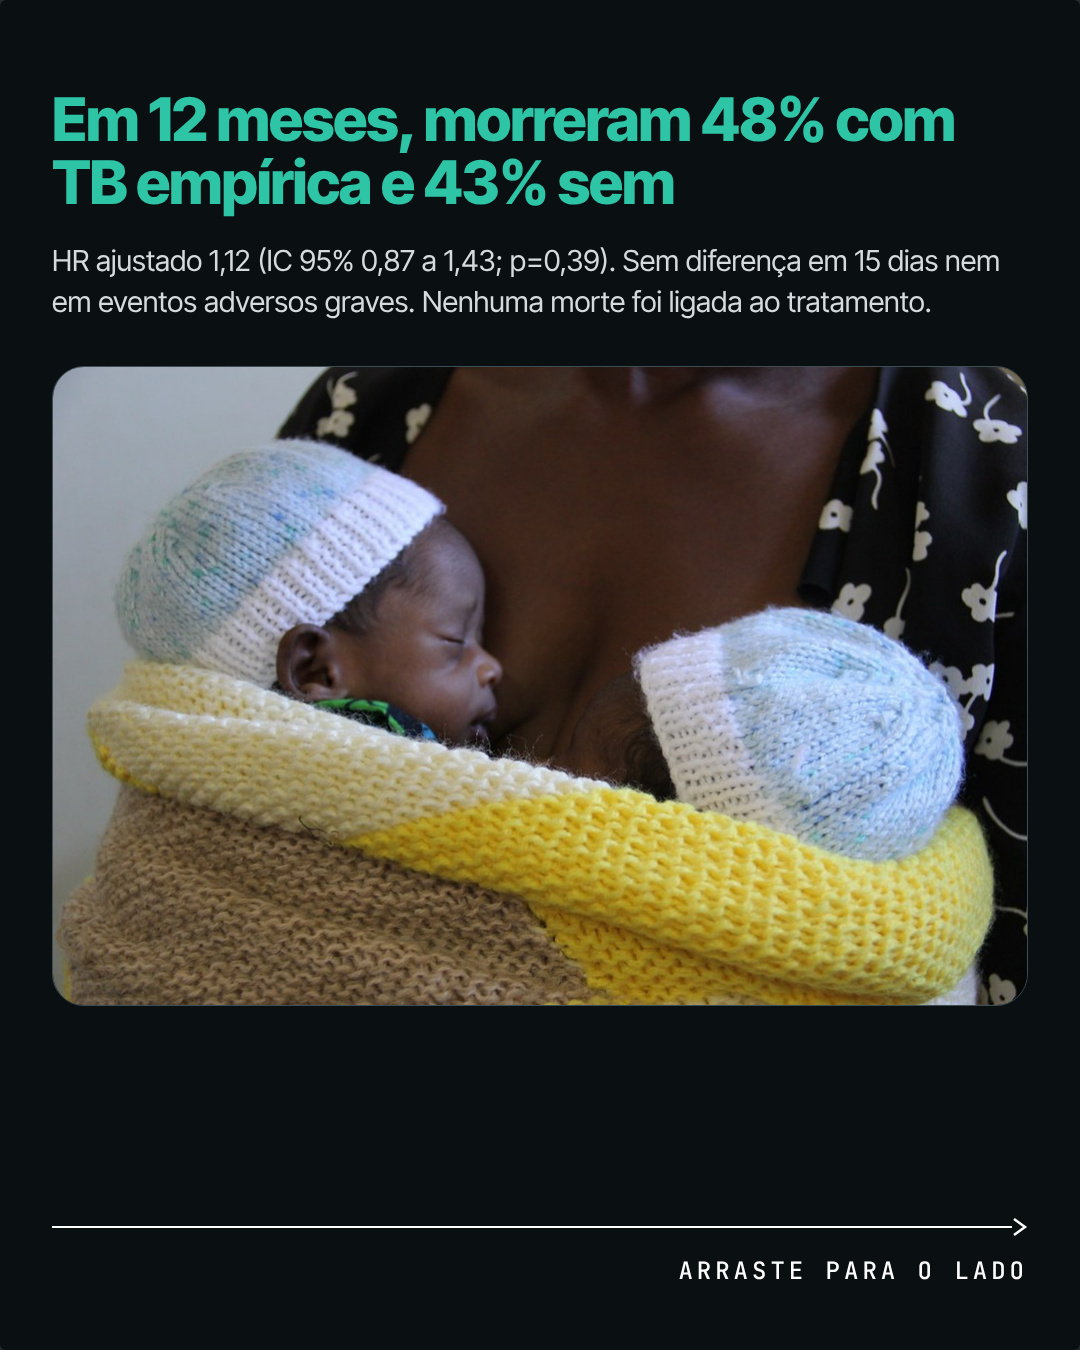 Em 12 meses, morreram 48% com
TB empírica e 43% sem
HR ajustado 1,12 (IC 95% 0,87 a 1,43; p=0,39). Sem diferença em 15 dias nem
em eventos adversos graves. Nenhuma morte foi ligada ao tratamento.
ARRASTE PARA O LADO